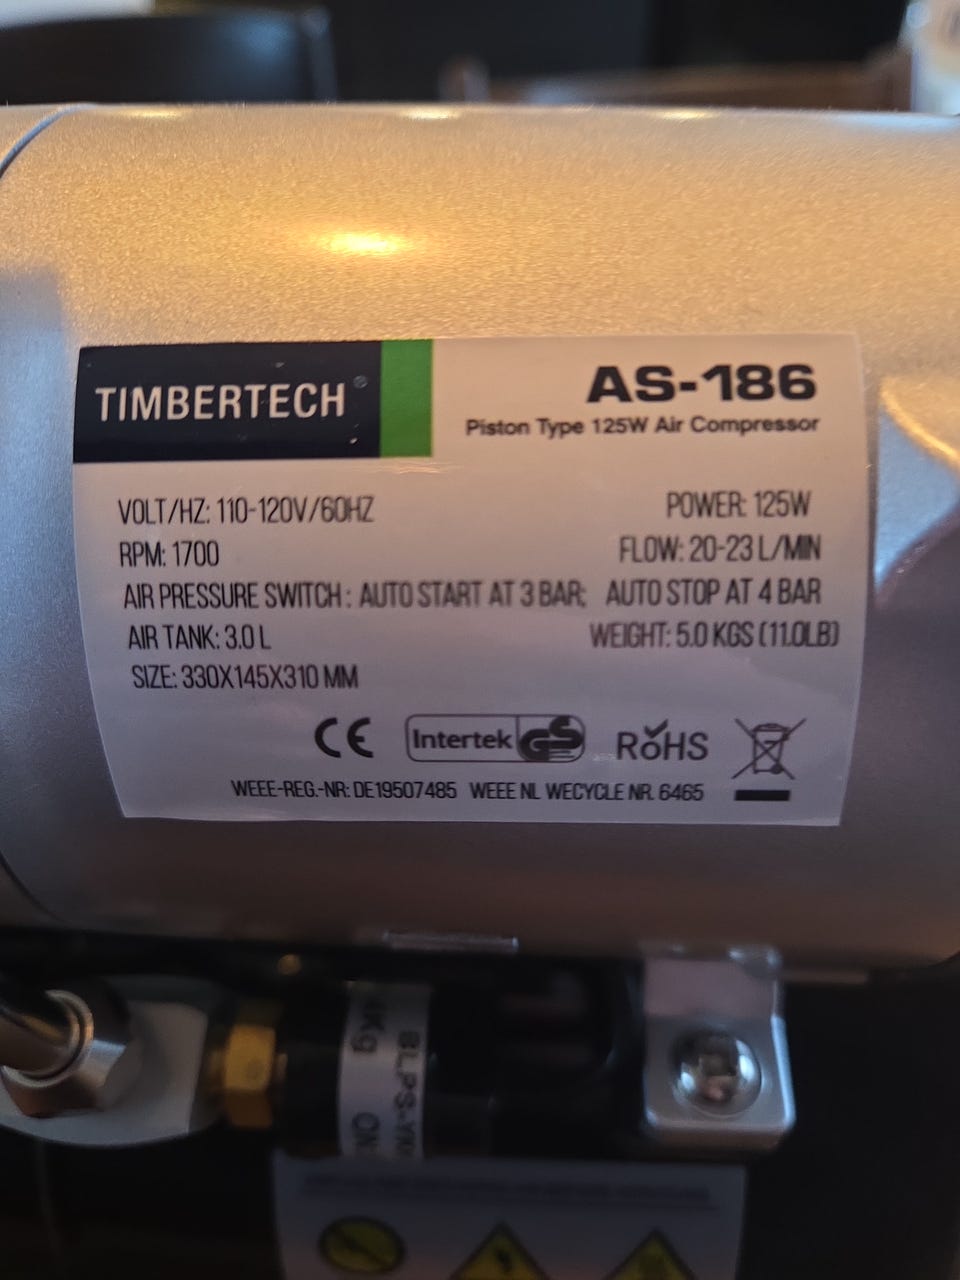 TIMBERTECH®
AS-186
Piston Type 125W Air Compressor
VOLT/HZ: 110-120V/60HZ
POWER: 125W
RPM: 1700
FLOW: 20-23 L/MIN
AIR PRESSURE SWITCH : AUTO START AT 3 BAR; AUTO STOP AT 4 BAR
AIR TANK: 3.0 L
WEIGHT: 5.0 KGS (11.0LB)
SIZE: 330X145X310 MM
CE
Intertek GS
RoHS
WEEE-REG.-NR: DE19507485 WEEE NL WECYCLE NR. 6465